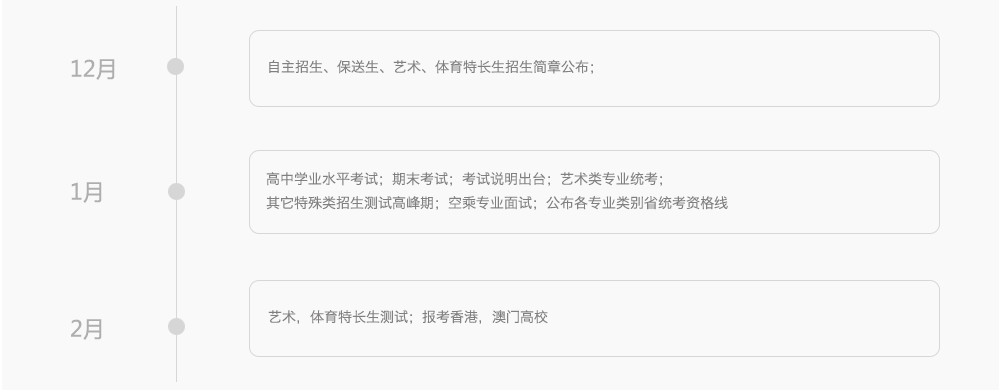 12月
自主招生、保送生、艺术、体育特长生招生简章公布；
1月
高中学业水平考试；期末考试；考试说明出台；艺术类专业统考；
其它特殊类招生测试高峰期；空乘专业面试；公布各专业类别省统考资格线
2月
艺术，体育特长生测试；报考香港，澳门高校